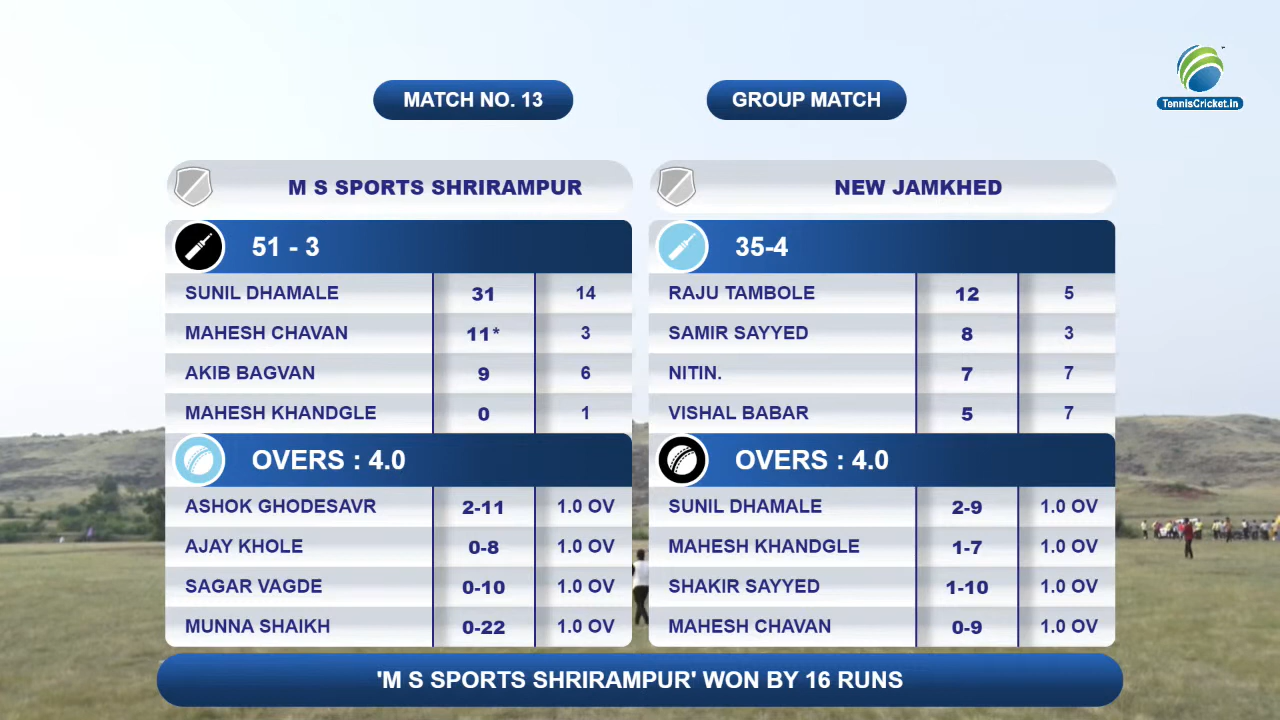 MATCH NO. 13
GROUP MATCH
TennisCricket.in
M S SPORTS SHRIRAMPUR
51 - 3
SUNIL DHAMALE 31 14
MAHESH CHAVAN 11* 3
AKIB BAGVAN 9 6
MAHESH KHANDGLE 0 1
OVERS : 4.0
ASHOK GHODESAVR 2-11 1.0 OV
AJAY KHOLE 0-8 1.0 OV
SAGAR VAGDE 0-10 1.0 OV
MUNNA SHAIKH 0-22 1.0 OV
NEW JAMKHED
35-4
RAJU TAMBOLE 12 5
SAMIR SAYYED 8 3
NITIN. 7 7
VISHAL BABAR 5 7
OVERS : 4.0
SUNIL DHAMALE 2-9 1.0 OV
MAHESH KHANDGLE 1-7 1.0 OV
SHAKIR SAYYED 1-10 1.0 OV
MAHESH CHAVAN 0-9 1.0 OV
'M S SPORTS SHRIRAMPUR' WON BY 16 RUNS